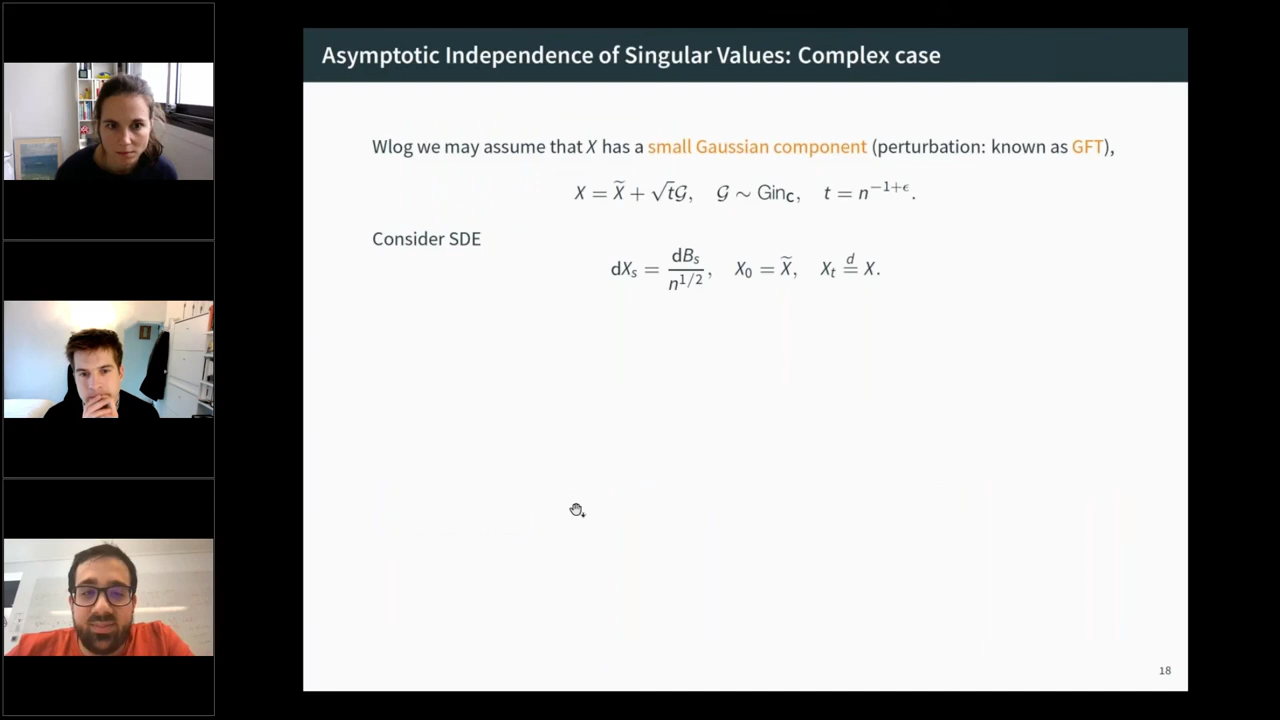 Asymptotic Independence of Singular Values: Complex case
Wlog we may assume that X has a small Gaussian component (perturbation: known as GFT),
X = X̃ + √t𝒢, 𝒢 ∼ Gin_C, t = n^{−1+ϵ}.
Consider SDE
dX_s = dB_s / n^{1/2}, X_0 = X̃, X_t =^d X.
18